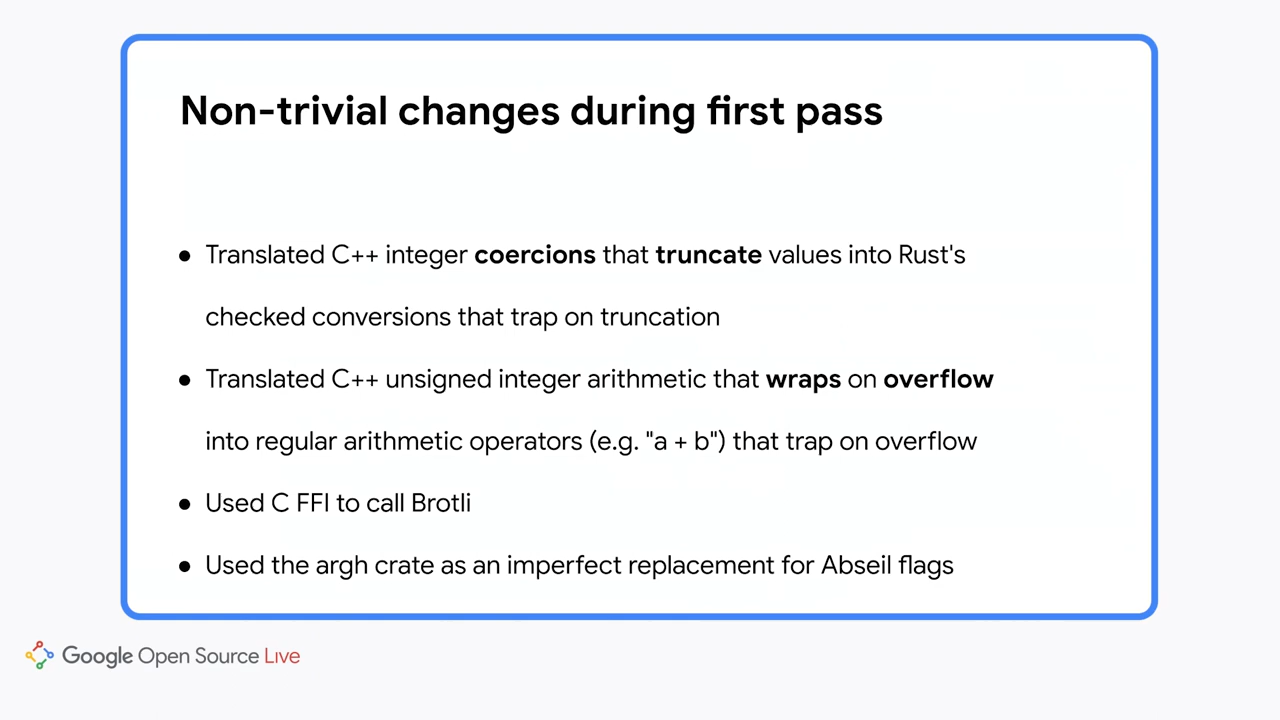 Non-trivial changes during first pass
● Translated C++ integer coercions that truncate values into Rust's
checked conversions that trap on truncation
● Translated C++ unsigned integer arithmetic that wraps on overflow
into regular arithmetic operators (e.g. "a + b") that trap on overflow
● Used C FFI to call Brotli
● Used the argh crate as an imperfect replacement for Abseil flags
Google Open Source Live